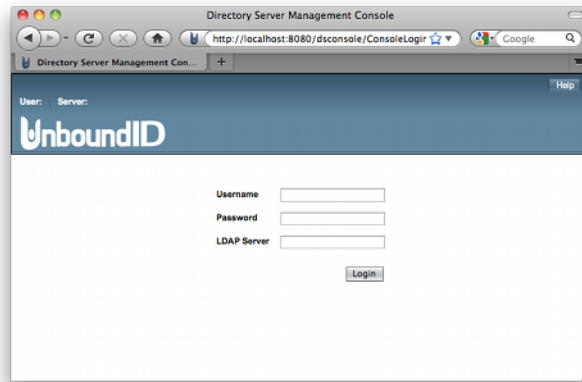 Directory Server Management Console
http://localhost:8080/dsconsole/ConsoleLogin
Google
Directory Server Management Con...
+
Help
User: Server:
UnboundID
Username
Password
LDAP Server
Login